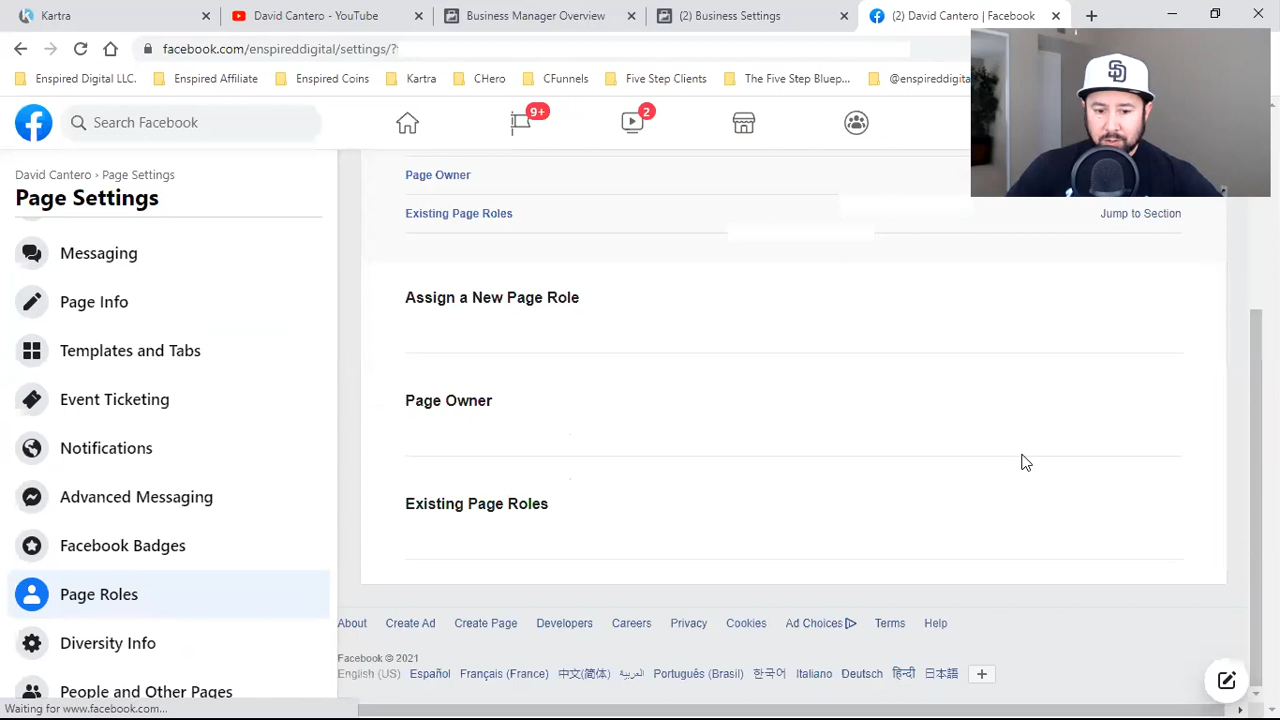 Kartra
David Cantero - YouTube
Business Manager Overview
(2) Business Settings
(2) David Cantero | Facebook
facebook.com/enspireddigital/settings/?
Enspired Digital LLC.
Enspired Affiliate
Enspired Coins
Kartra
CHero
CFunnels
Five Step Clients
The Five Step Bluep...
@enspireddigita
SD
Search Facebook
9+
2
David Cantero › Page Settings
Page Settings
Messaging
Page Info
Templates and Tabs
Event Ticketing
Notifications
Advanced Messaging
Facebook Badges
Page Roles
Diversity Info
People and Other Pages
Waiting for www.facebook.com...
Page Owner
Existing Page Roles
Jump to Section
Assign a New Page Role
Page Owner
Existing Page Roles
About Create Ad Create Page Developers Careers Privacy Cookies Ad Choices Terms Help
Facebook © 2021
English (US) Español Français (France) 中文(简体) العربية Português (Brasil) 한국어 Italiano Deutsch हिन्दी 日本語